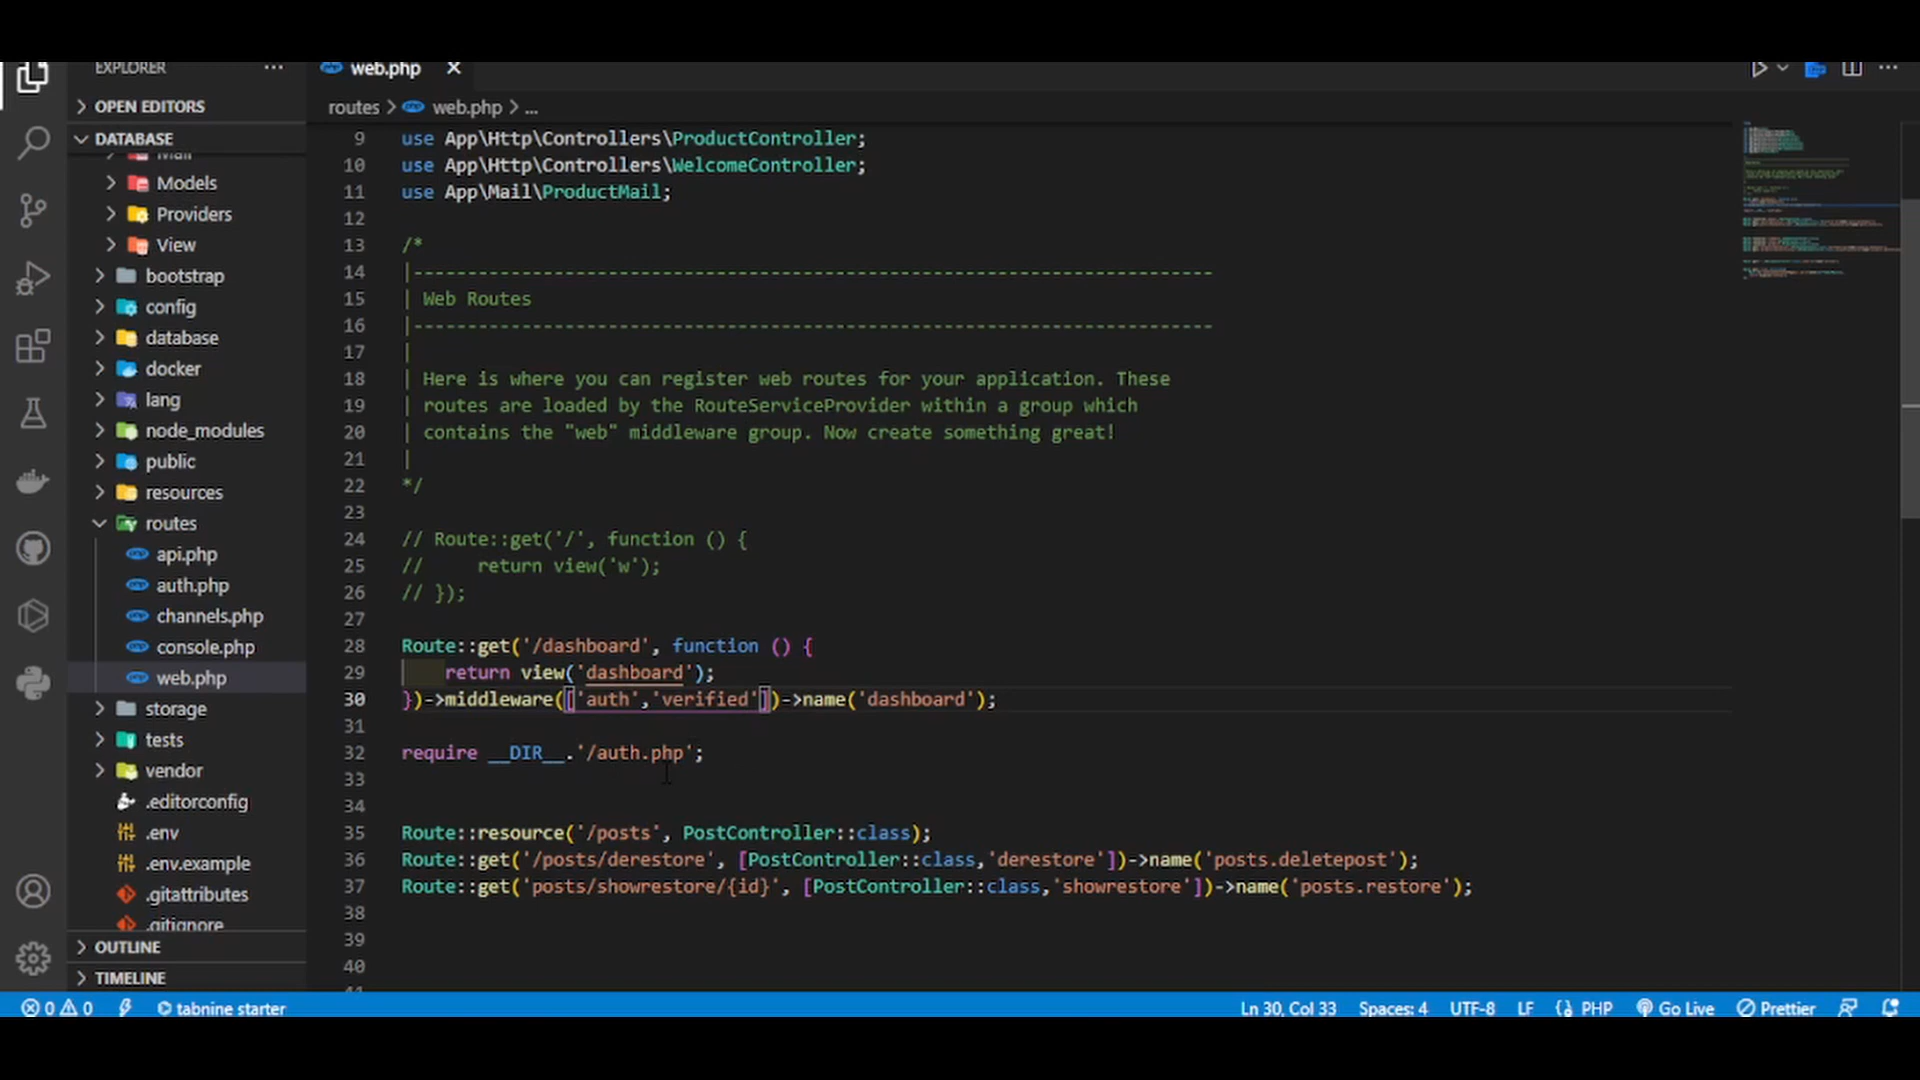 EXPLORER
web.php
OPEN EDITORS
routes > web.php > ...
DATABASE
Mail
Models
Providers
View
bootstrap
config
database
docker
lang
node_modules
public
resources
routes
api.php
auth.php
channels.php
console.php
web.php
storage
tests
vendor
.editorconfig
.env
.env.example
.gitattributes
.gitignore
OUTLINE
TIMELINE
9 use App\Http\Controllers\ProductController;
10 use App\Http\Controllers\WelcomeController;
11 use App\Mail\ProductMail;
12
13 /*
14 |--------------------------------------------------------------------------
15 | Web Routes
16 |--------------------------------------------------------------------------
17 |
18 | Here is where you can register web routes for your application. These
19 | routes are loaded by the RouteServiceProvider within a group which
20 | contains the "web" middleware group. Now create something great!
21 |
22 */
23
24 // Route::get('/', function () {
25 //     return view('w');
26 // });
27
28 Route::get('/dashboard', function () {
29     return view('dashboard');
30 })->middleware(['auth','verified'])->name('dashboard');
31
32 require __DIR__.'/auth.php';
33
34
35 Route::resource('/posts', PostController::class);
36 Route::get('/posts/derestore', [PostController::class,'derestore'])->name('posts.deletepost');
37 Route::get('posts/showrestore/{id}', [PostController::class,'showrestore'])->name('posts.restore');
38
39
40
0 0 tabnine starter Ln 30, Col 33 Spaces: 4 UTF-8 LF {} PHP Go Live Prettier